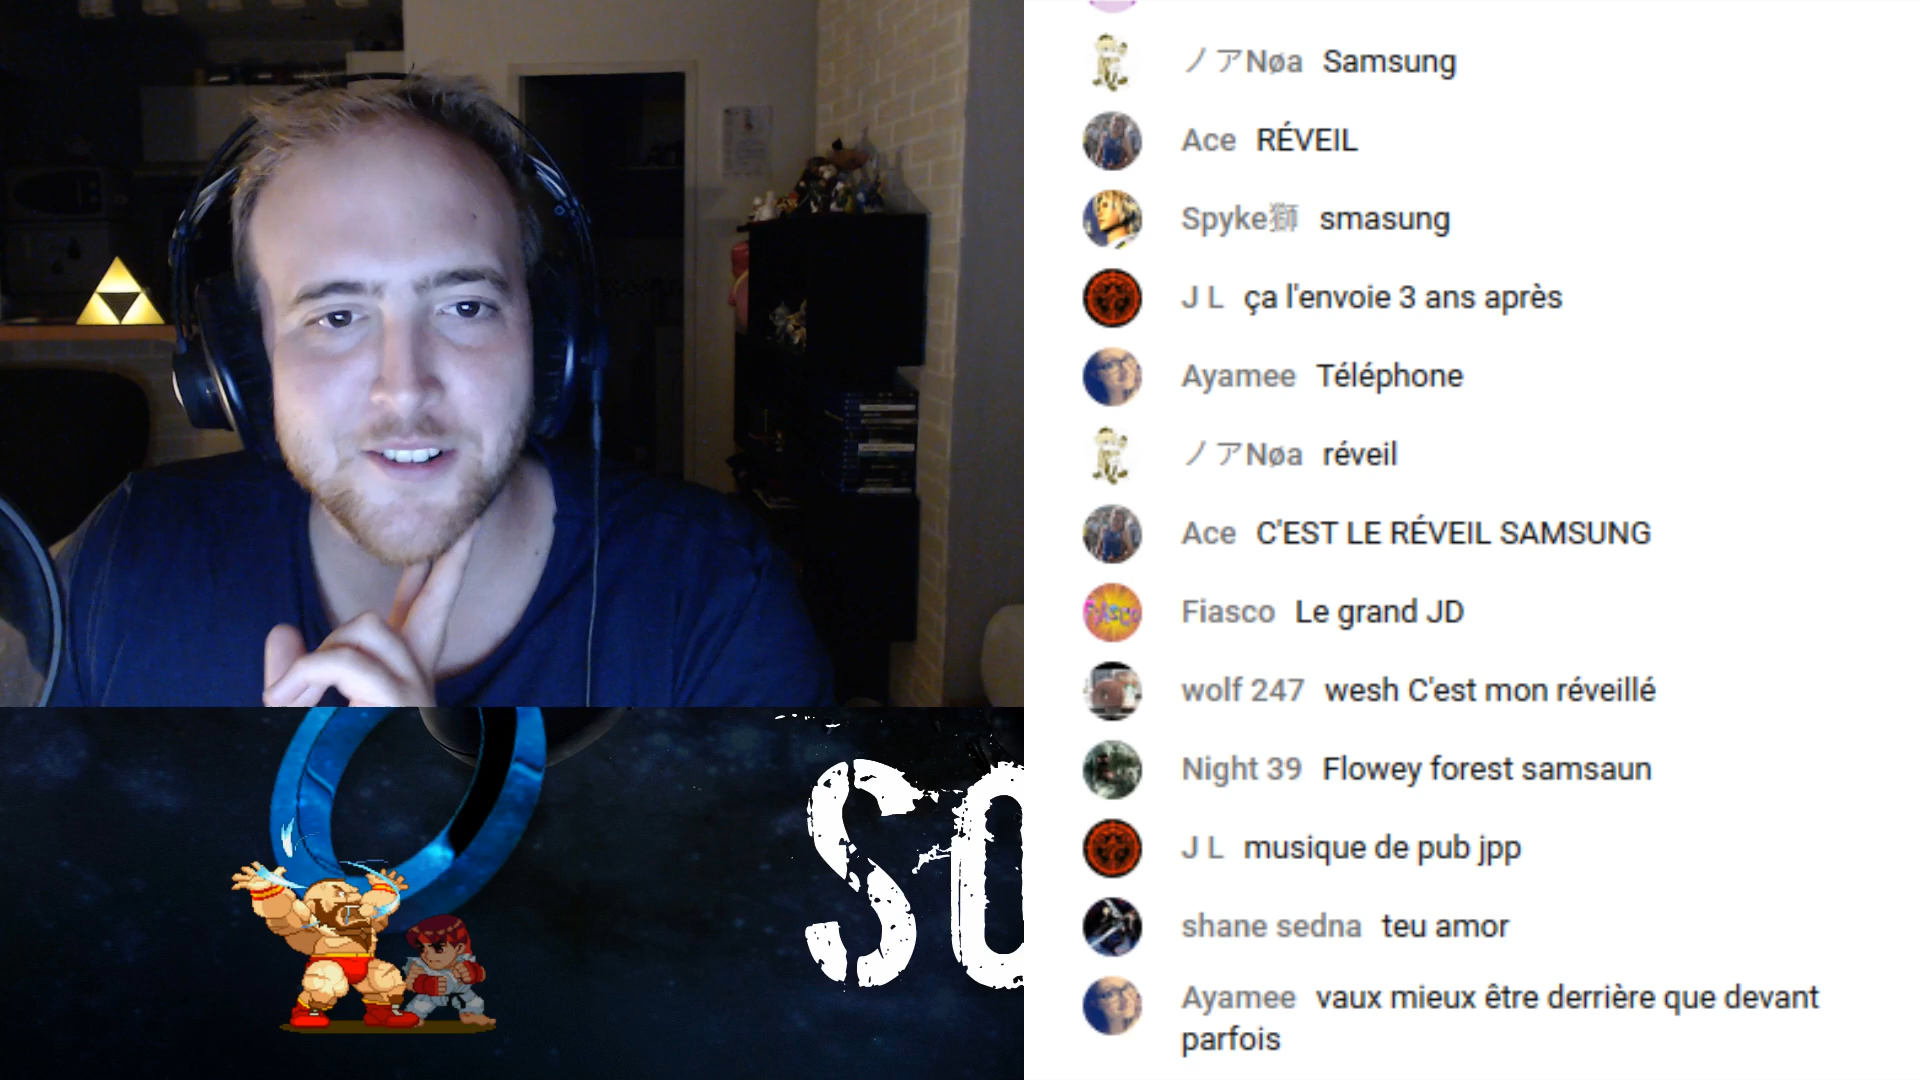 ノアNøa Samsung
Ace RÉVEIL
Spyke獅 smasung
J L ça l'envoie 3 ans après
Ayamee Téléphone
ノアNøa réveil
Ace C'EST LE RÉVEIL SAMSUNG
Fiasco Le grand JD
wolf 247 wesh C'est mon réveillé
Night 39 Flowey forest samsaun
J L musique de pub jpp
shane sedna teu amor
Ayamee vaux mieux être derrière que devant
parfois
SO